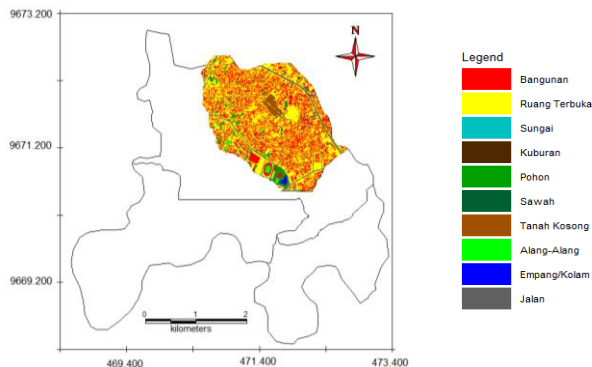 9673.200
N
9671.200
9669.200
0 1 2
kilometers
469.400 471.400 473.400
Legend
Bangunan
Ruang Terbuka
Sungai
Kuburan
Pohon
Sawah
Tanah Kosong
Alang-Alang
Empang/Kolam
Jalan